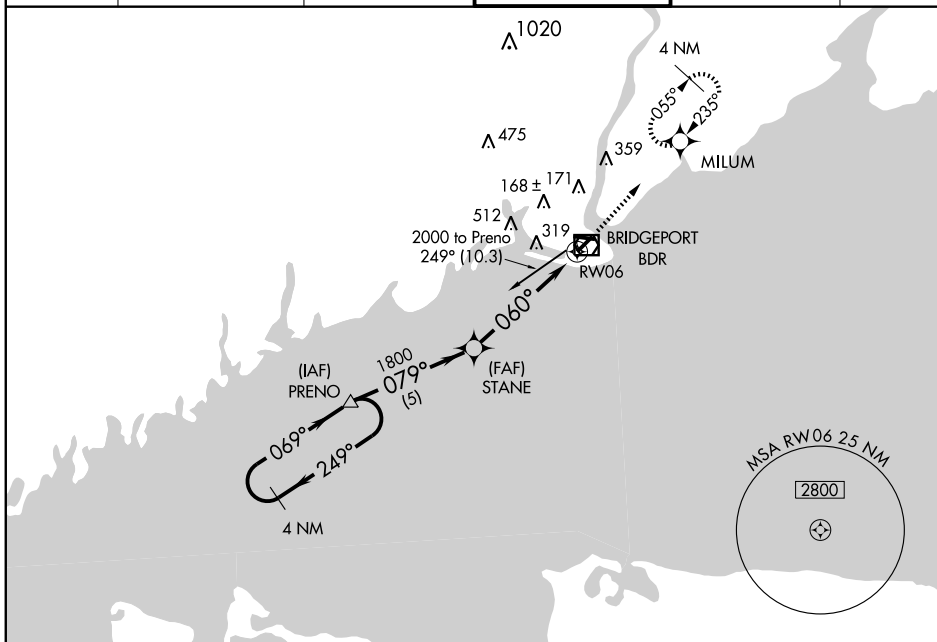 1020
4 NM
055°
235°
475
359
MILUM
168 ± 171
512
319
2000 to Preno
249° (10.3)
BRIDGEPORT
BDR
RW06
060°
(IAF)
PRENO
1800
079°
(5)
(FAF)
STANE
069°
249°
4 NM
MSA RW06 25 NM
2800